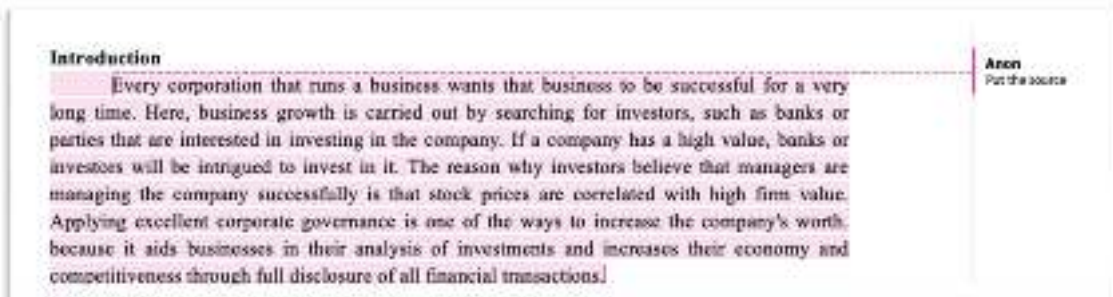 Introduction
Every corporation that runs a business wants that business to be successful for a very
long time. Here, business growth is carried out by searching for investors, such as banks or
parties that are interested in investing in the company. If a company has a high value, banks or
investors will be intrigued to invest in it. The reason why investors believe that managers are
managing the company successfully is that stock prices are correlated with high firm value.
Applying excellent corporate governance is one of the ways to increase the company's worth.
because it aids businesses in their analysis of investments and increases their economy and
competitiveness through full disclosure of all financial transactions.
Anon
Put the source